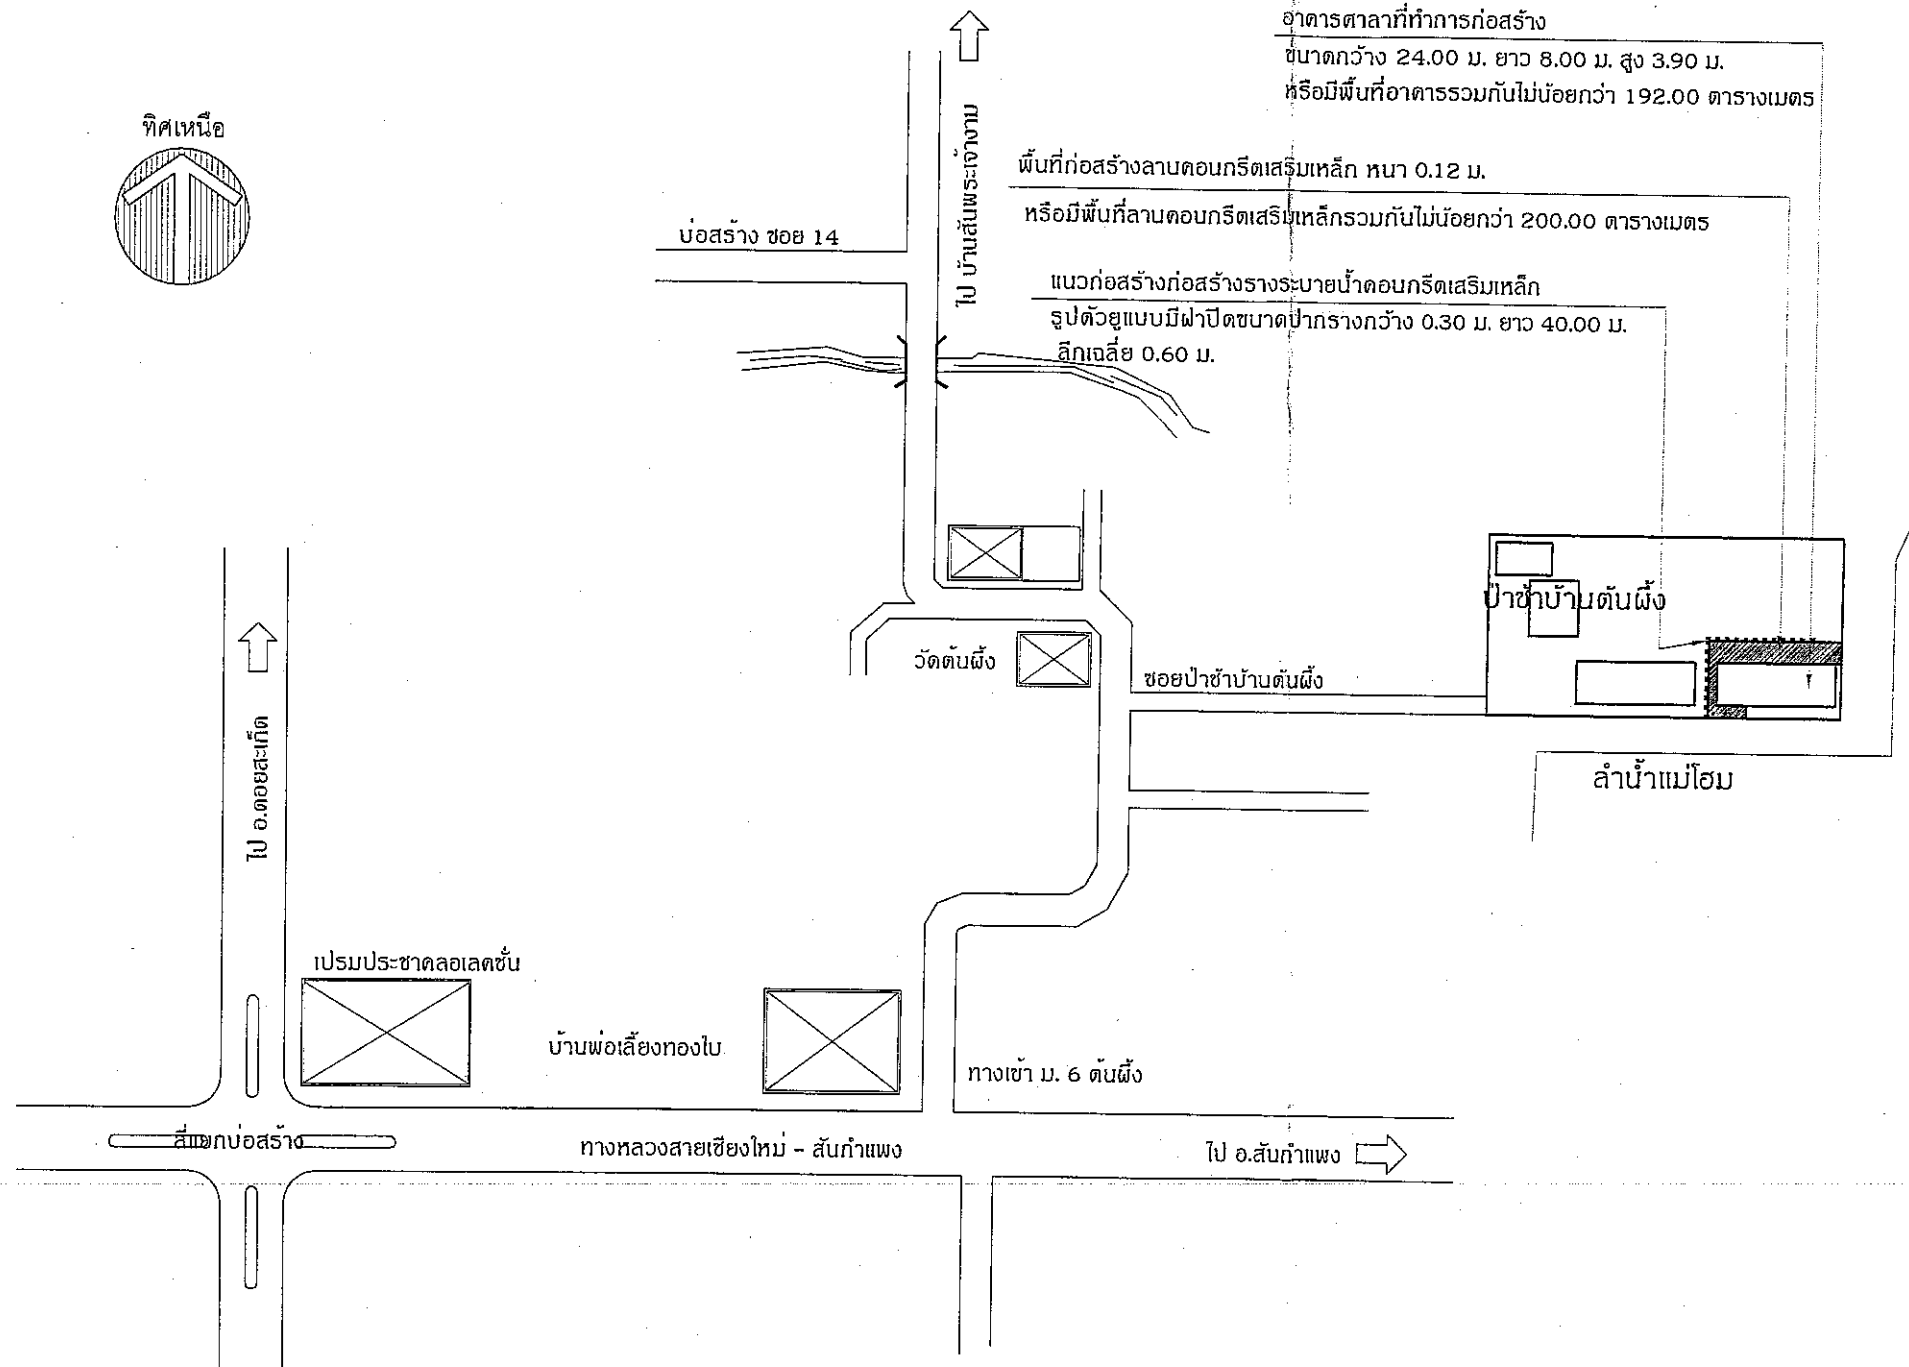 อาคารศาลาที่ทำการก่อสร้าง
ขนาดกว้าง 24.00 ม. ยาว 8.00 ม. สูง 3.90 ม.
หรือมีพื้นที่อาคารรวมกันไม่น้อยกว่า 192.00 ตารางเมตร
ทิศเหนือ
ไป บ้านสันพระเจ้างาม
พื้นที่ก่อสร้างลานคอนกรีตเสริมเหล็ก หนา 0.12 ม.
หรือมีพื้นที่ลานคอนกรีตเสริมเหล็กรวมกันไม่น้อยกว่า 200.00 ตารางเมตร
บ่อสร้าง ซอย 14
แนวก่อสร้างก่อสร้างรางระบายน้ำคอนกรีตเสริมเหล็ก
รูปตัวยูแบบมีฝาปิดขนาดปากรางกว้าง 0.30 ม. ยาว 40.00 ม.
ลึกเฉลี่ย 0.60 ม.
ป่าช้าบ้านต้นผึ้ง
วัดต้นผึ้ง
ซอยป่าช้าบ้านต้นผึ้ง
ลำน้ำแม่โฮม
ไป อ.ดอยสะเก็ด
เปรมประชาคลอเลคชั่น
บ้านพ่อเลี้ยงทองใบ
ทางเข้า ม. 6 ต้นผึ้ง
สี่แยกบ่อสร้าง
ทางหลวงสายเชียงใหม่ - สันกำแพง
ไป อ.สันกำแพง